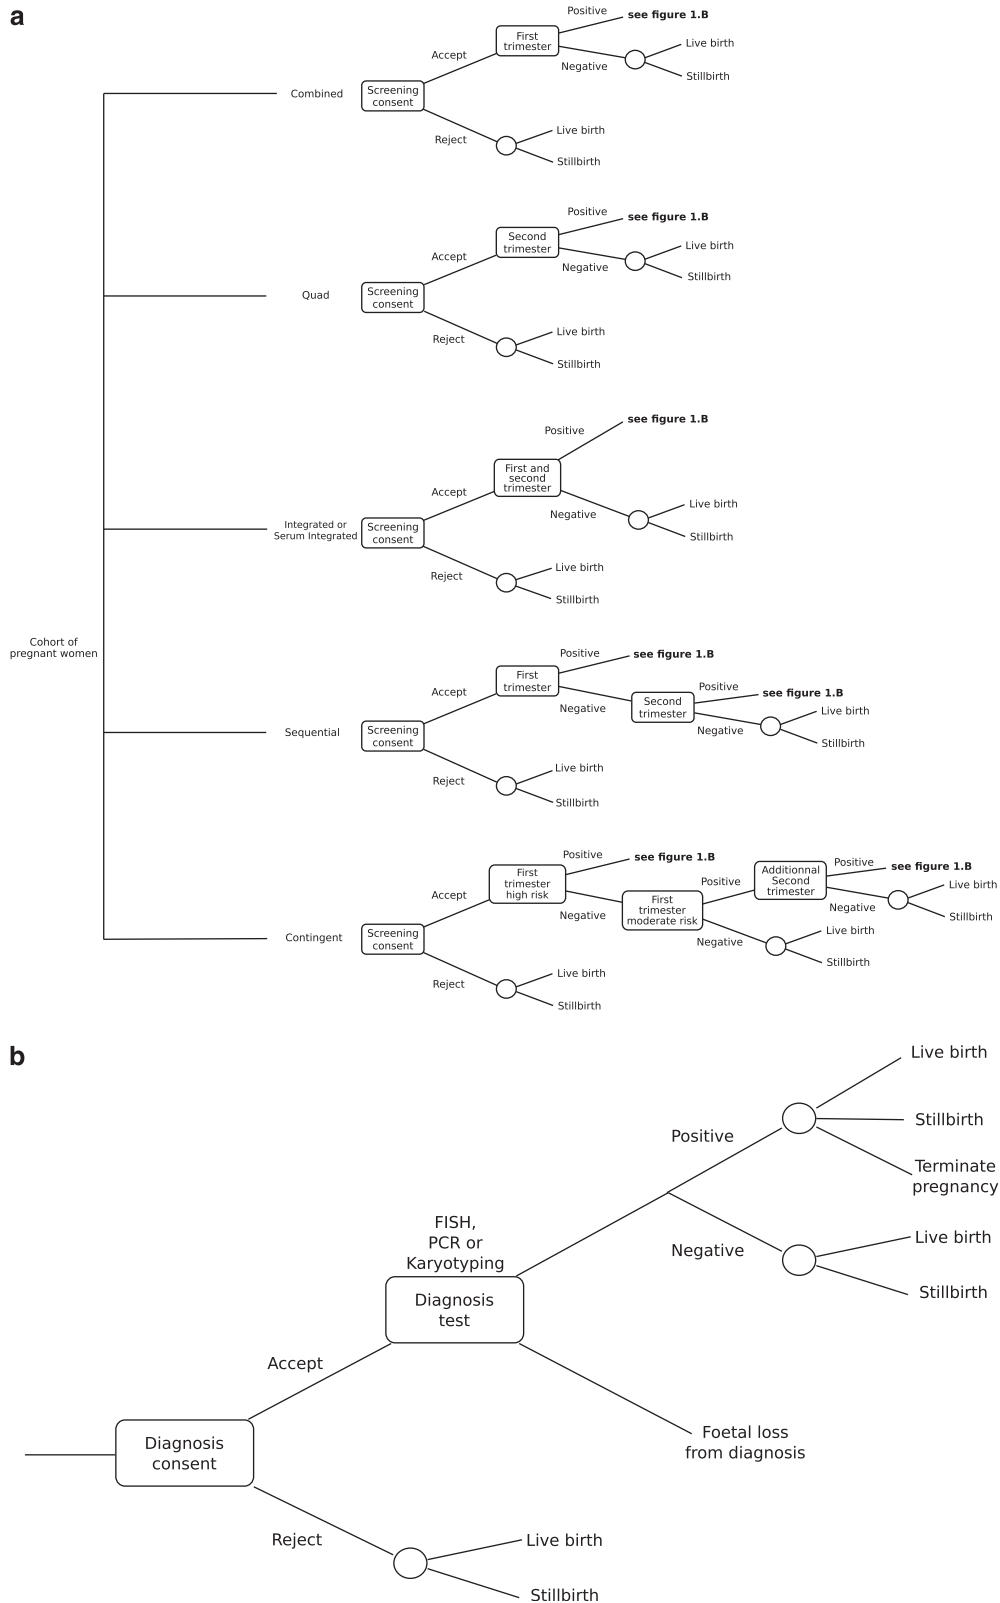 a
Positive
see figure 1.B
First
trimester
Live birth
Accept
Negative
Stillbirth
Combined
Screening
consent
Reject
Live birth
Stillbirth
Positive
see figure 1.B
Second
trimester
Live birth
Accept
Negative
Stillbirth
Quad
Screening
consent
Reject
Live birth
Stillbirth
see figure 1.B
Positive
First and
second
trimester
Accept
Live birth
Negative
Stillbirth
Integrated or
Serum Integrated
Screening
consent
Reject
Live birth
Stillbirth
Cohort of
pregnant women
Positive
see figure 1.B
First
trimester
Accept
Negative
Positive
see figure 1.B
Second
trimester
Live birth
Negative
Stillbirth
Sequential
Screening
consent
Reject
Live birth
Stillbirth
Positive
see figure 1.B
First
trimester
high risk
Accept
Negative
Positive
First
trimester
moderate risk
Additionnal
Second
trimester
Positive
see figure 1.B
Live birth
Negative
Stillbirth
Negative
Live birth
Stillbirth
Contingent
Screening
consent
Reject
Live birth
Stillbirth
b
Live birth
Positive
Stillbirth
Terminate
pregnancy
FISH,
PCR or
Karyotyping
Negative
Live birth
Stillbirth
Diagnosis
test
Accept
Foetal loss
from diagnosis
Diagnosis
consent
Reject
Live birth
Stillbirth